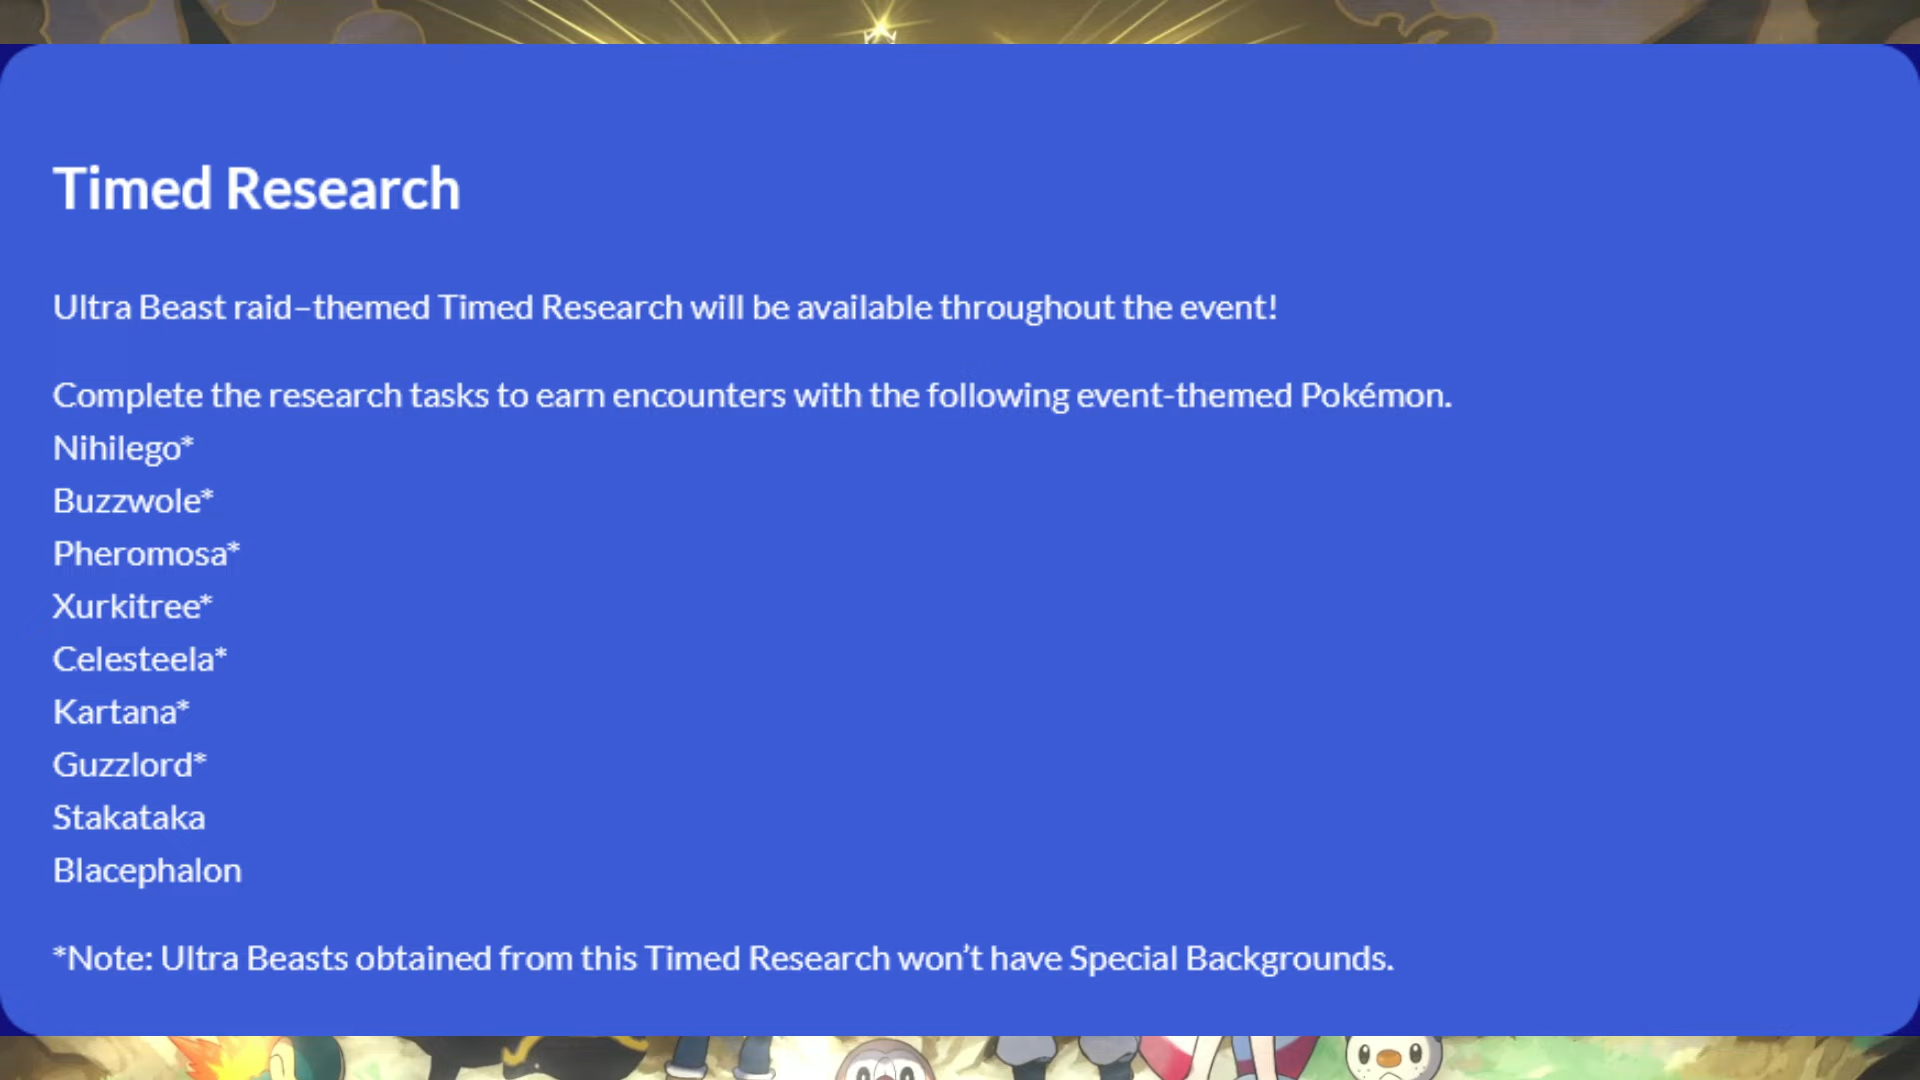 Timed Research
Ultra Beast raid–themed Timed Research will be available throughout the event!
Complete the research tasks to earn encounters with the following event-themed Pokémon.
Nihilego*
Buzzwole*
Pheromosa*
Xurkitree*
Celesteela*
Kartana*
Guzzlord*
Stakataka
Blacephalon
*Note: Ultra Beasts obtained from this Timed Research won’t have Special Backgrounds.